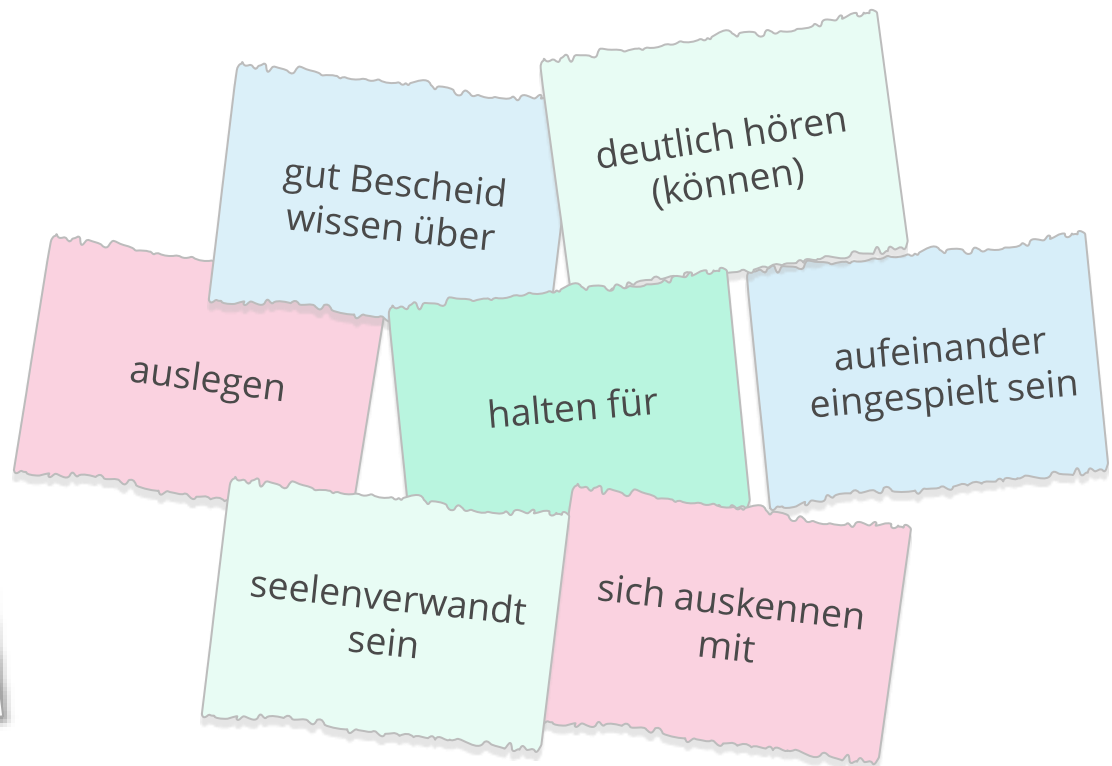 gut Bescheid
wissen über
deutlich hören
(können)
auslegen
halten für
aufeinander
eingespielt sein
seelenverwandt
sein
sich auskennen
mit